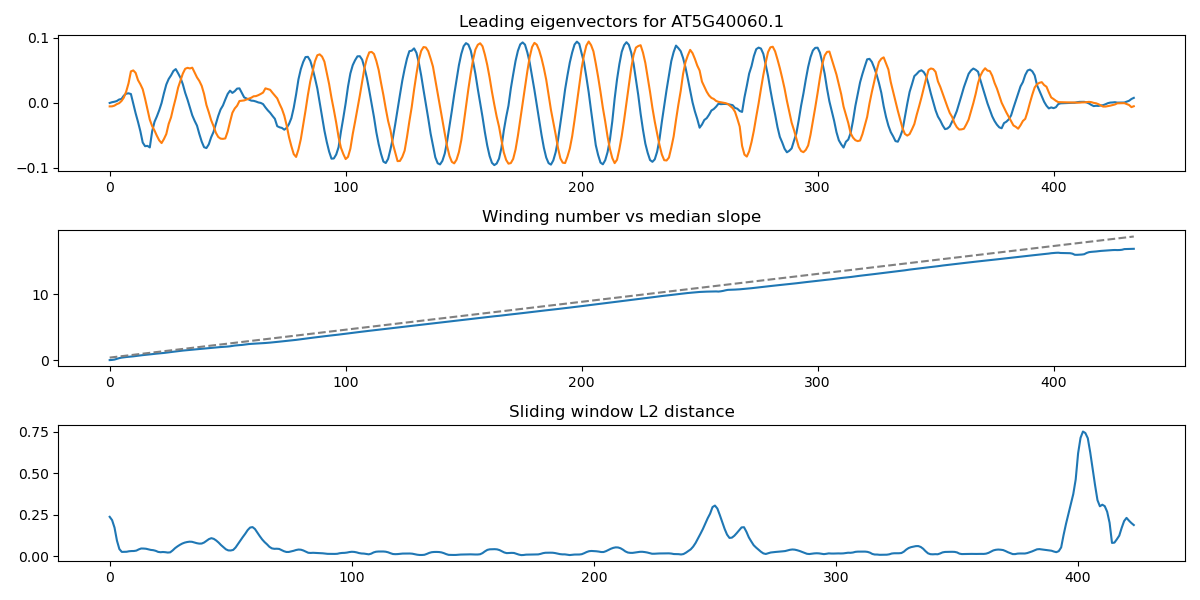 Leading eigenvectors for AT5G40060.1
0.1
0.0
−0.1
0 100 200 300 400
Winding number vs median slope
10
0
0 100 200 300 400
Sliding window L2 distance
0.75
0.50
0.25
0.00
0 100 200 300 400